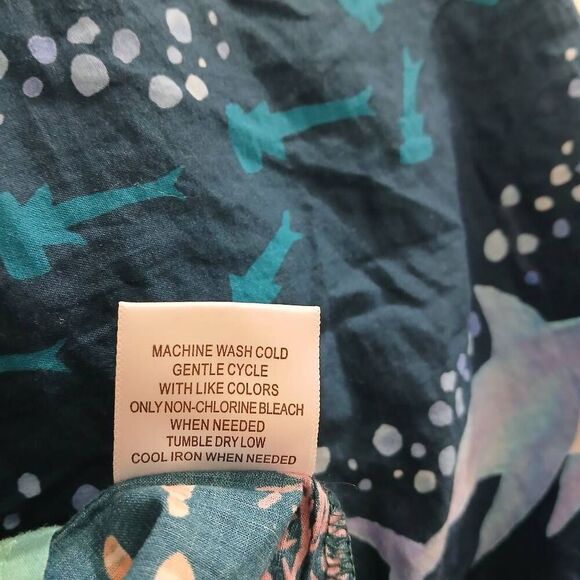 MACHINE WASH COLD
GENTLE CYCLE
WITH LIKE COLORS
ONLY NON-CHLORINE BLEACH
WHEN NEEDED
TUMBLE DRY LOW
COOL IRON WHEN NEEDED